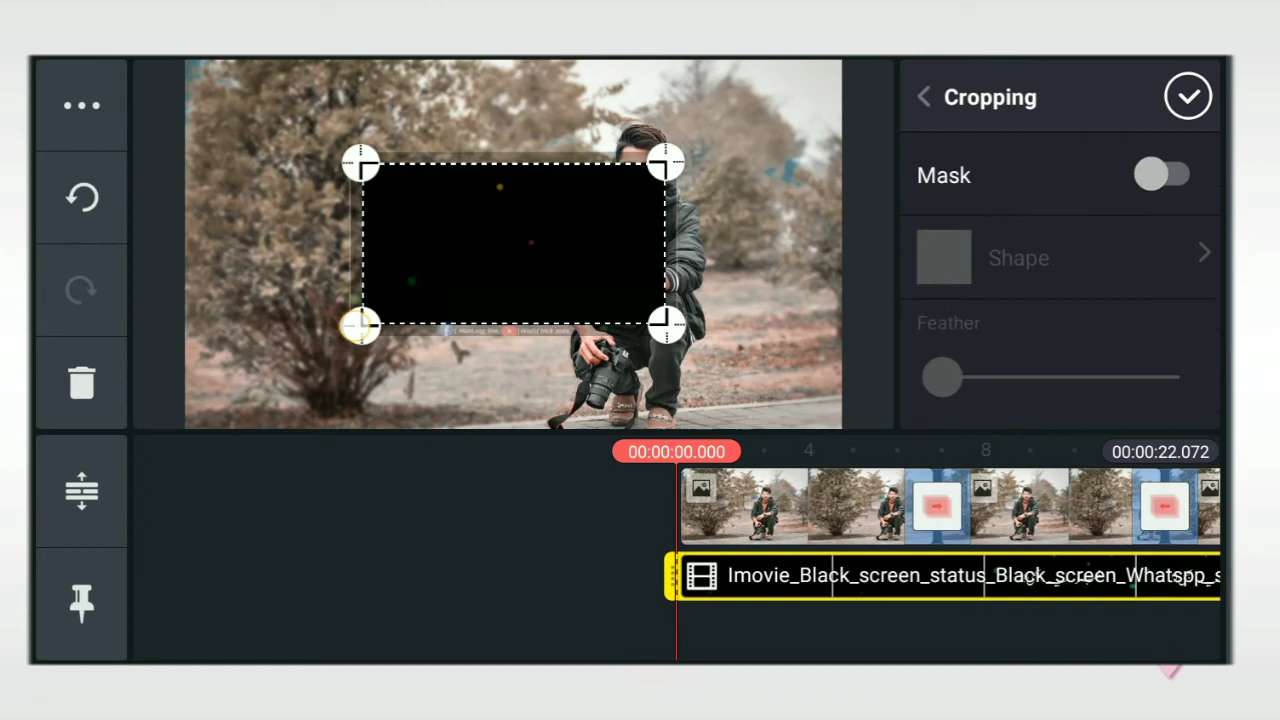 Cropping
Mask
Shape
Feather
00:00:00.000
4
8
00:00:22.072
Imovie_Black_screen_status_Black_screen_Whatspp_s